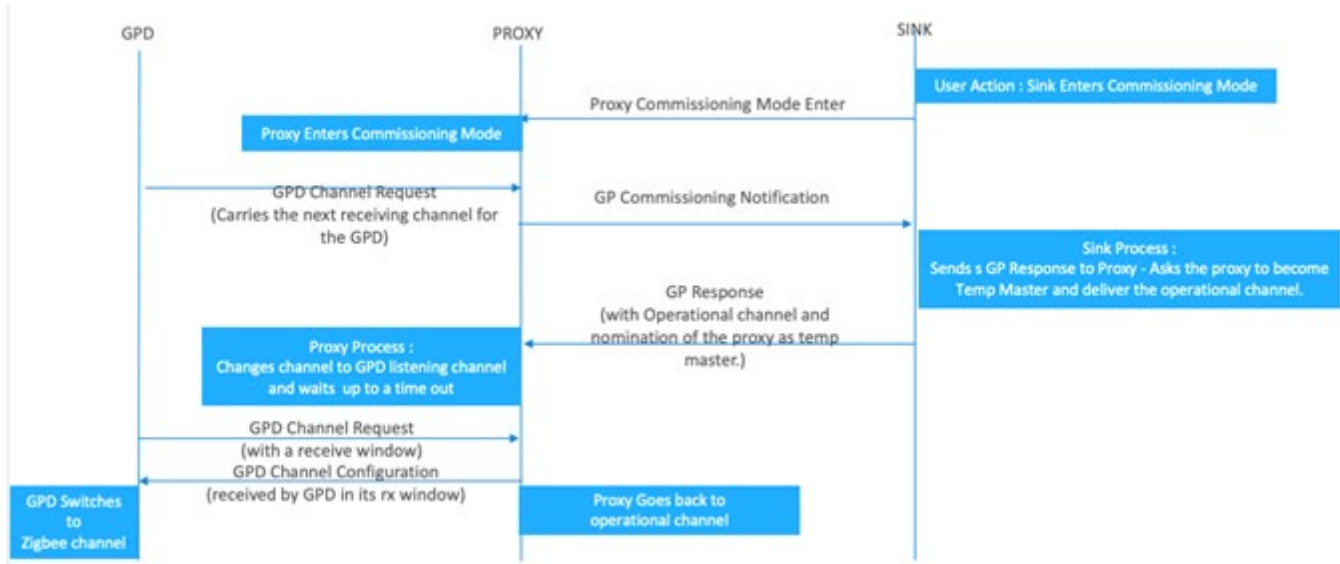 GPD
PROXY
SINK
User Action : Sink Enters Commissioning Mode
Proxy Commissioning Mode Enter
Proxy Enters Commissioning Mode
GPD Channel Request
(Carries the next receiving channel for
the GPD)
GP Commissioning Notification
Sink Process :
Sends s GP Response to Proxy - Asks the proxy to become
Temp Master and deliver the operational channel.
GP Response
(with Operational channel and
nomination of the proxy as temp
master.)
Proxy Process :
Changes channel to GPD listening channel
and waits up to a time out
GPD Channel Request
(with a receive window)
GPD Channel Configuration
(received by GPD in its rx window)
GPD Switches
to
Zigbee channel
Proxy Goes back to
operational channel